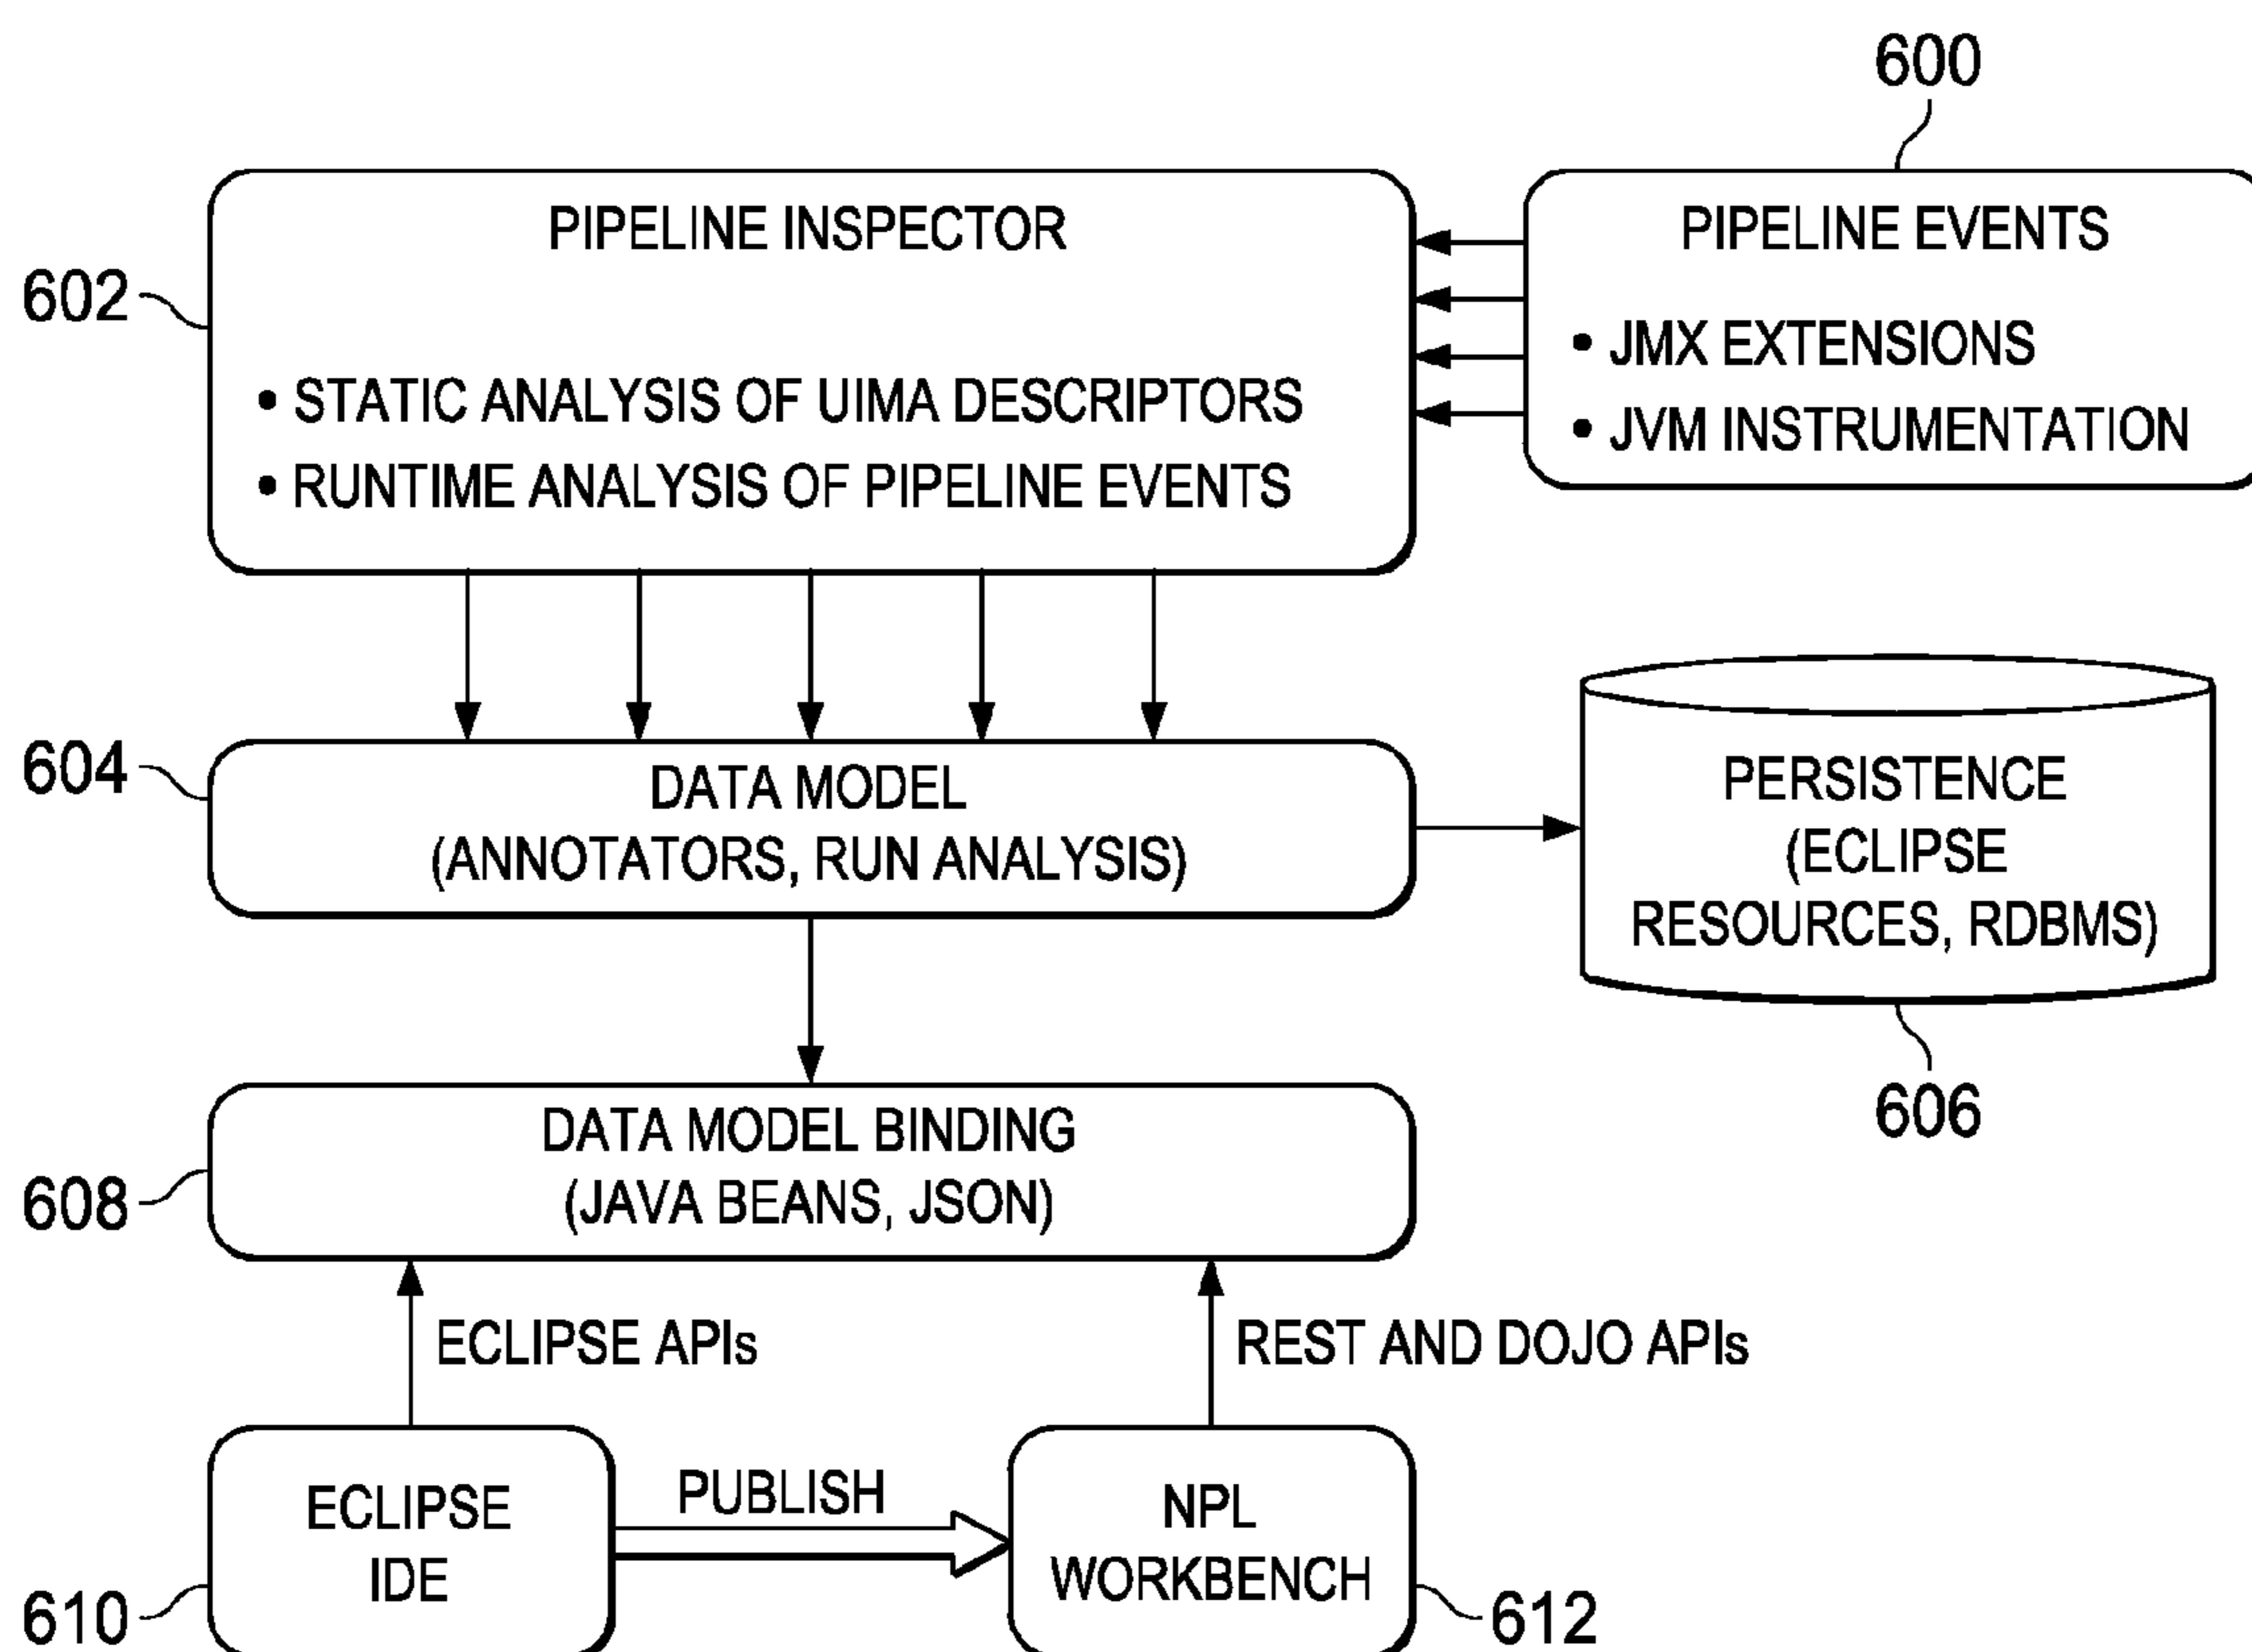 600
PIPELINE INSPECTOR
• STATIC ANALYSIS OF UIMA DESCRIPTORS
• RUNTIME ANALYSIS OF PIPELINE EVENTS
602
PIPELINE EVENTS
• JMX EXTENSIONS
• JVM INSTRUMENTATION
604
DATA MODEL
(ANNOTATORS, RUN ANALYSIS)
PERSISTENCE
(ECLIPSE
RESOURCES, RDBMS)
606
DATA MODEL BINDING
(JAVA BEANS, JSON)
608
ECLIPSE APIs
REST AND DOJO APIs
ECLIPSE
IDE
610
PUBLISH
NPL
WORKBENCH
612